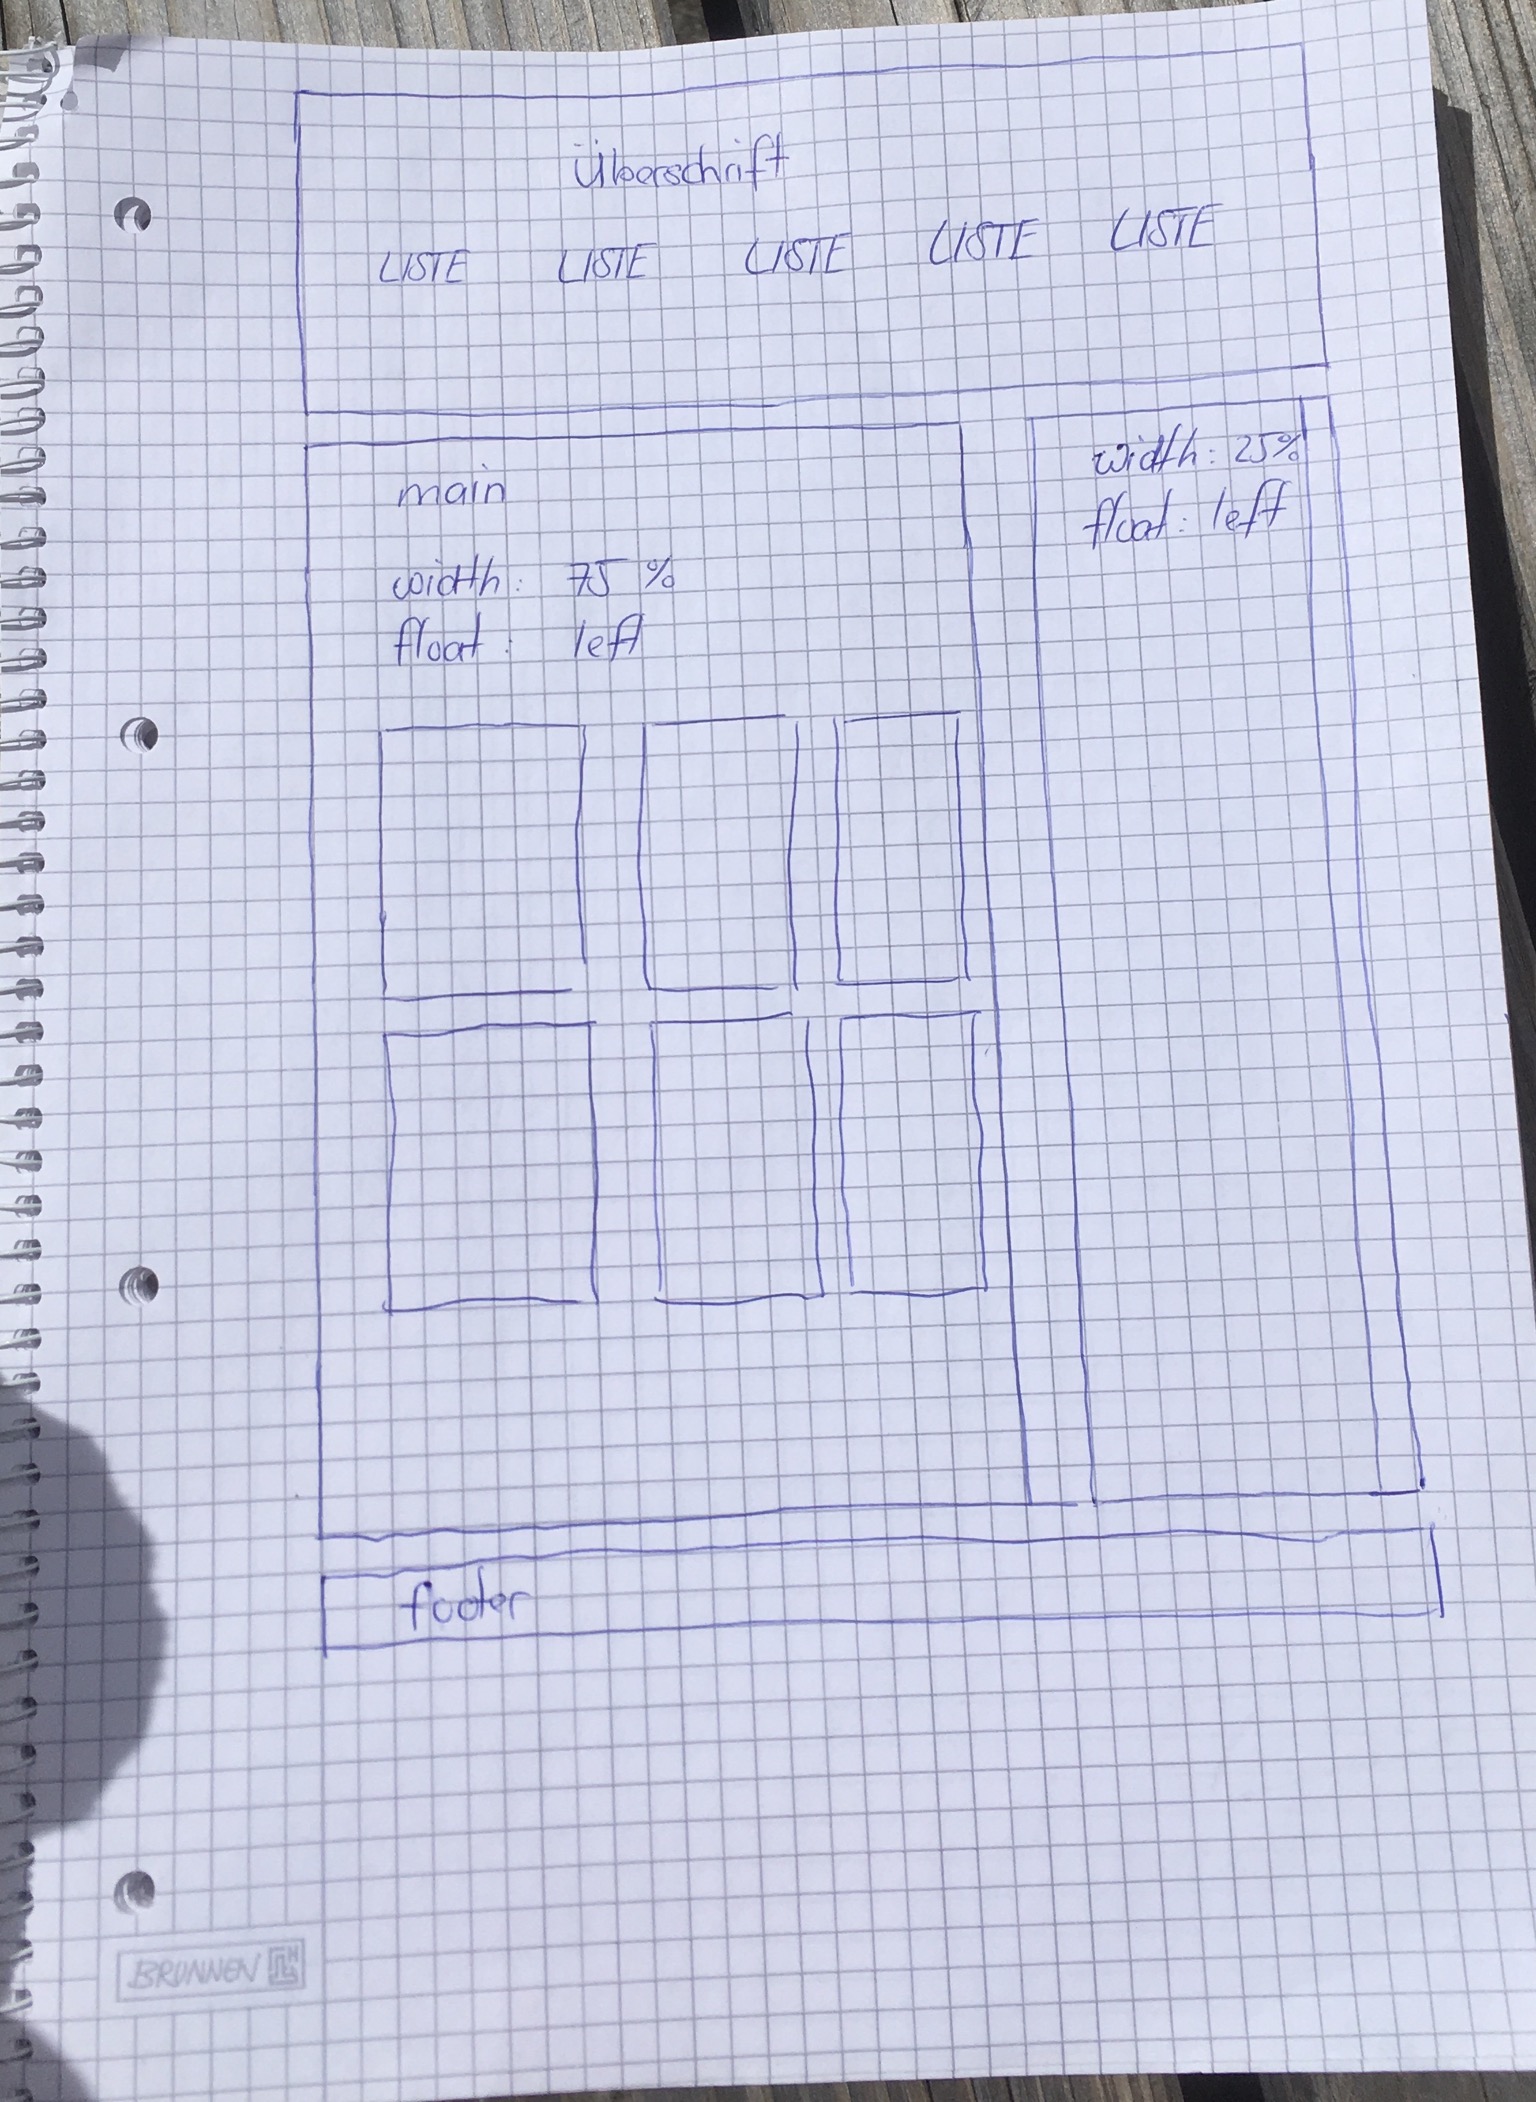 Überschrift
LISTE LISTE LISTE LISTE LISTE
main
width: 75 %
float: left
width: 25%
float: left
footer
BRUNNEN